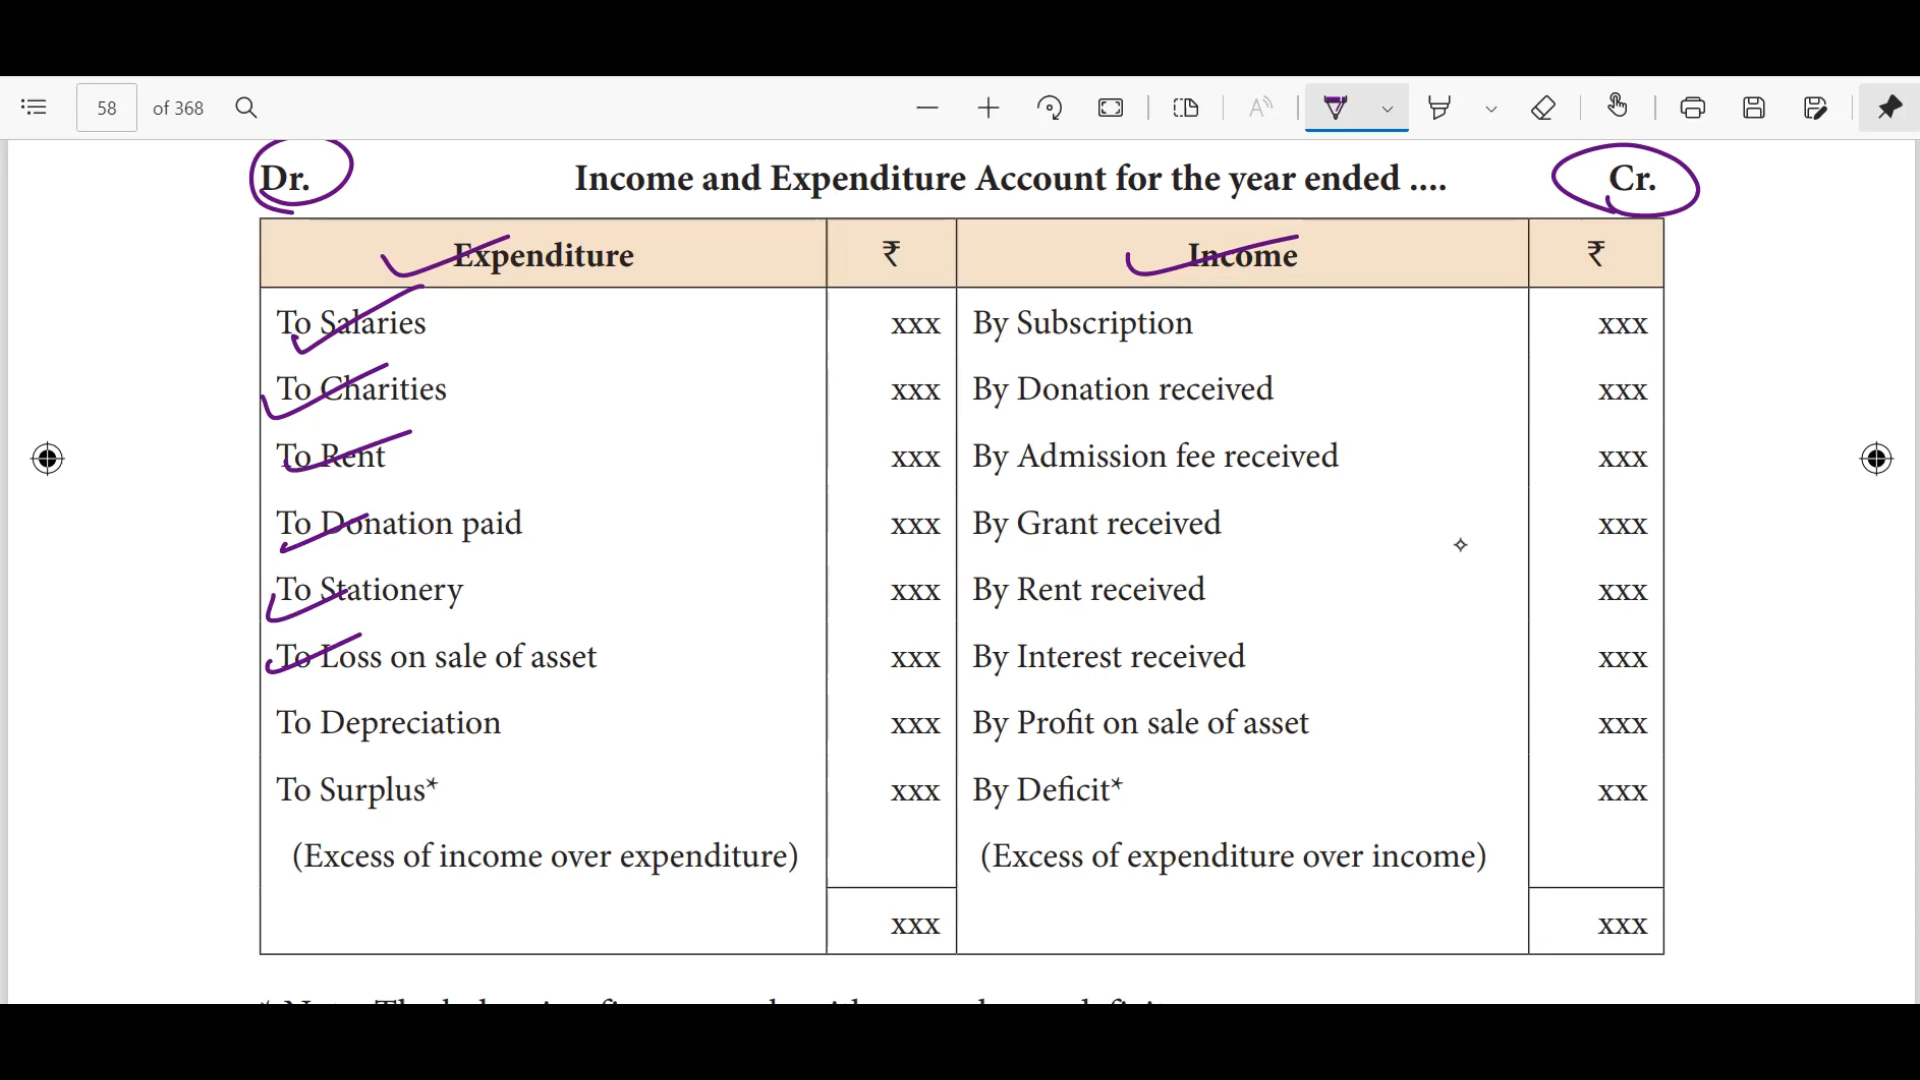 58 of 368
Dr. Income and Expenditure Account for the year ended .... Cr.
Expenditure ₹ Income ₹
To Salaries xxx By Subscription xxx
To Charities xxx By Donation received xxx
To Rent xxx By Admission fee received xxx
To Donation paid xxx By Grant received xxx
To Stationery xxx By Rent received xxx
To Loss on sale of asset xxx By Interest received xxx
To Depreciation xxx By Profit on sale of asset xxx
To Surplus* xxx By Deficit* xxx
(Excess of income over expenditure) (Excess of expenditure over income)
xxx xxx